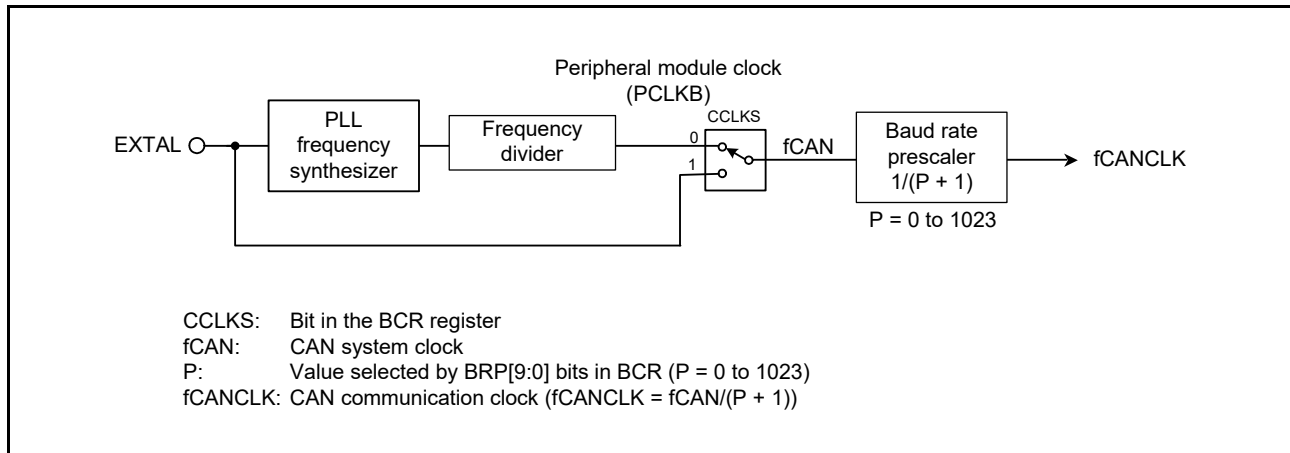 Peripheral module clock
(PCLKB)
CCLKS
EXTAL
PLL
frequency
synthesizer
Frequency
divider
0
1
fCAN
Baud rate
prescaler
1/(P + 1)
fCANCLK
P = 0 to 1023
CCLKS: Bit in the BCR register
fCAN: CAN system clock
P: Value selected by BRP[9:0] bits in BCR (P = 0 to 1023)
fCANCLK: CAN communication clock (fCANCLK = fCAN/(P + 1))